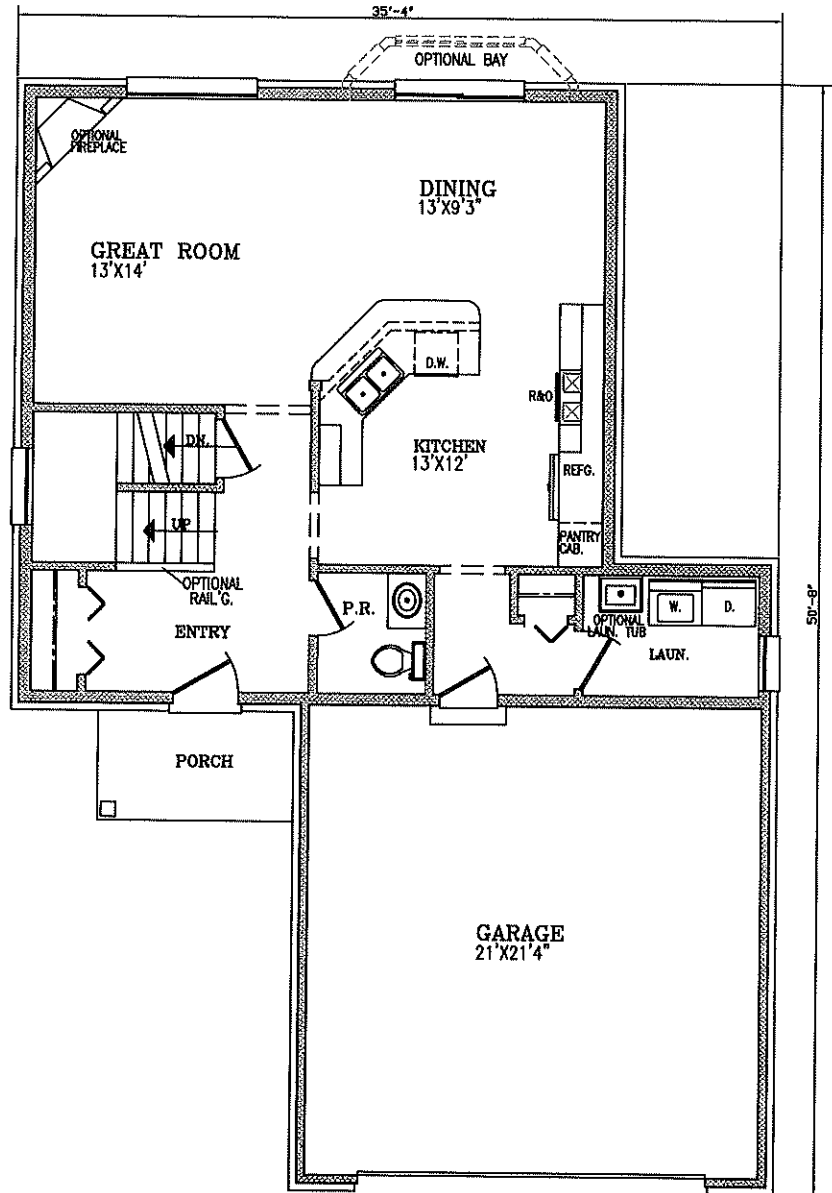 35'-4"
OPTIONAL BAY
OPTIONAL
FIREPLACE
DINING
13'X9'3"
GREAT ROOM
13'X14'
D.W.
R&O
KITCHEN
13'X12'
REFG.
DN.
PANTRY
CAB.
UP
OPTIONAL
RAIL'G.
P.R.
ENTRY
W.
D.
OPTIONAL
LAUN. TUB
LAUN.
50'-8"
PORCH
GARAGE
21'X21'4"